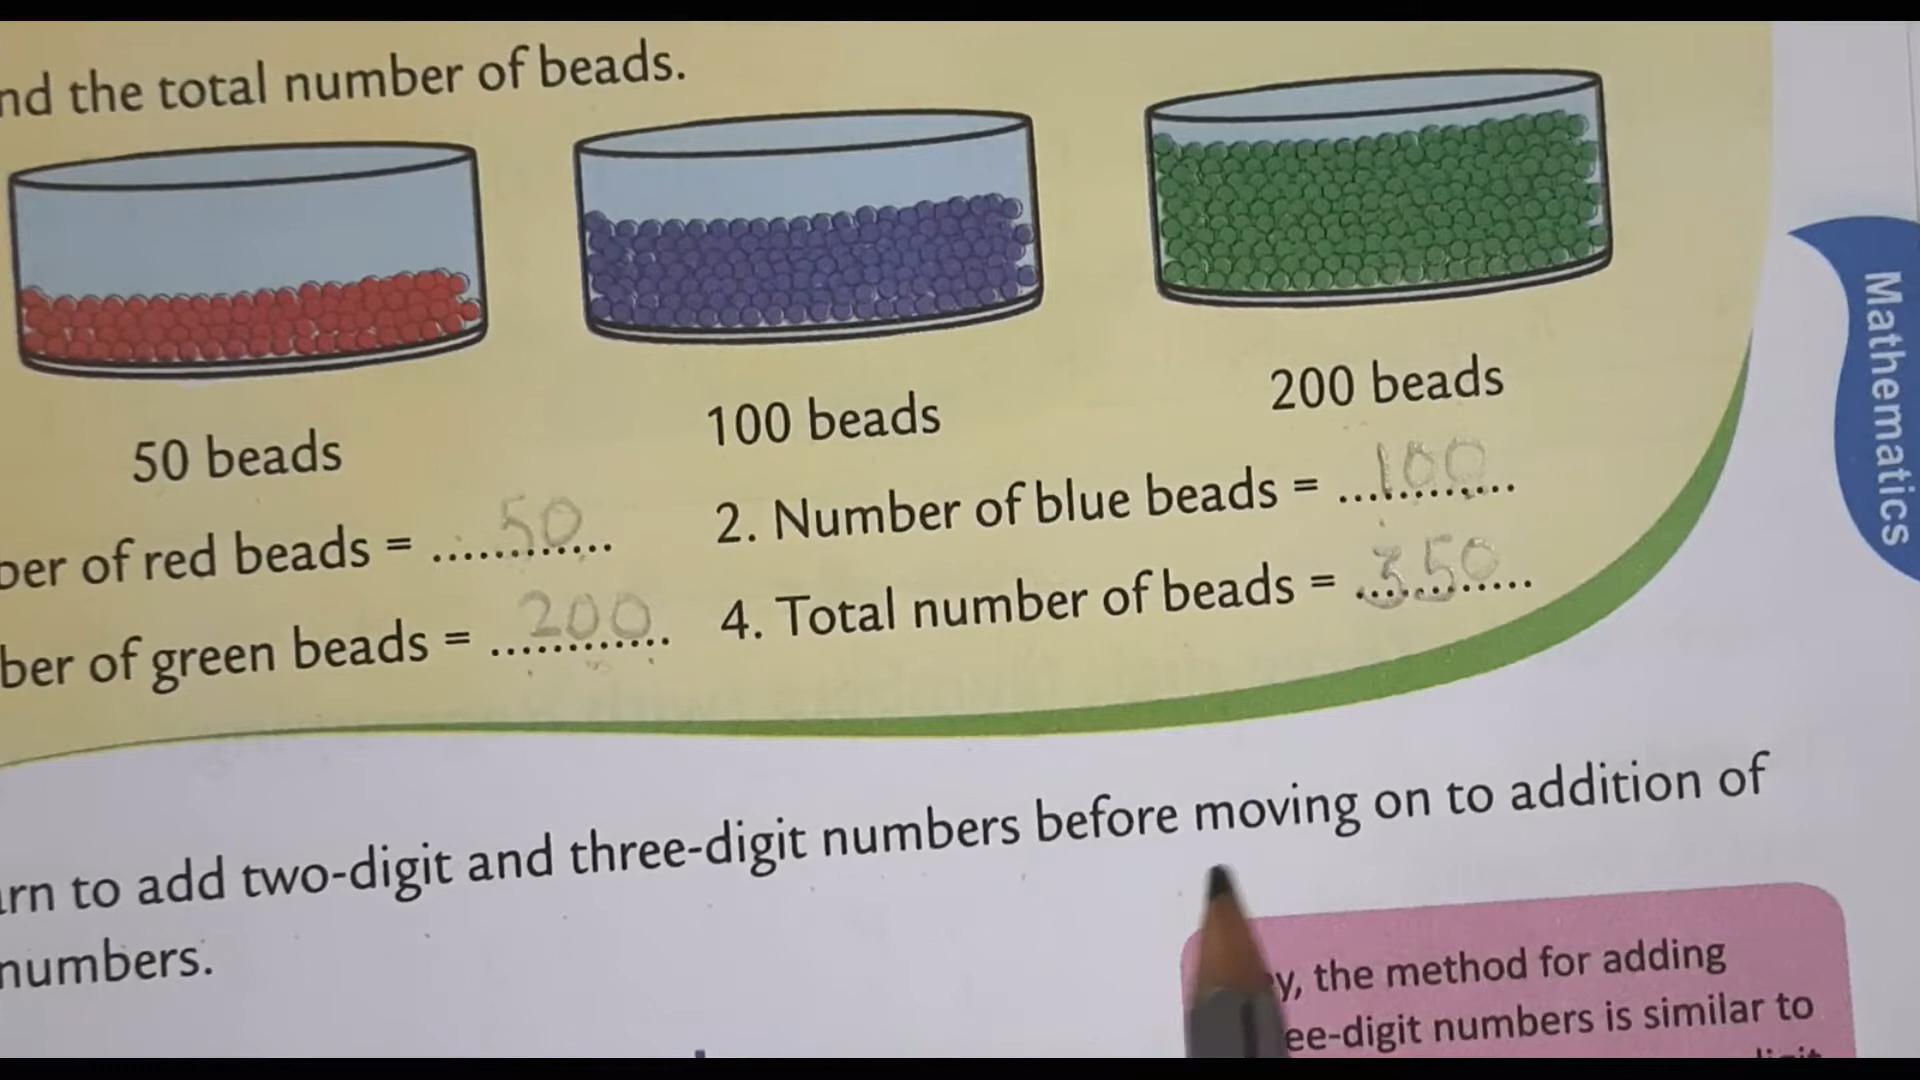 nd the total number of beads.
50 beads
100 beads
200 beads
ber of red beads = 50
2. Number of blue beads = 100
ber of green beads = 200
4. Total number of beads = 350
arn to add two-digit and three-digit numbers before moving on to addition of
numbers.
y, the method for adding
ee-digit numbers is similar to
Mathematics